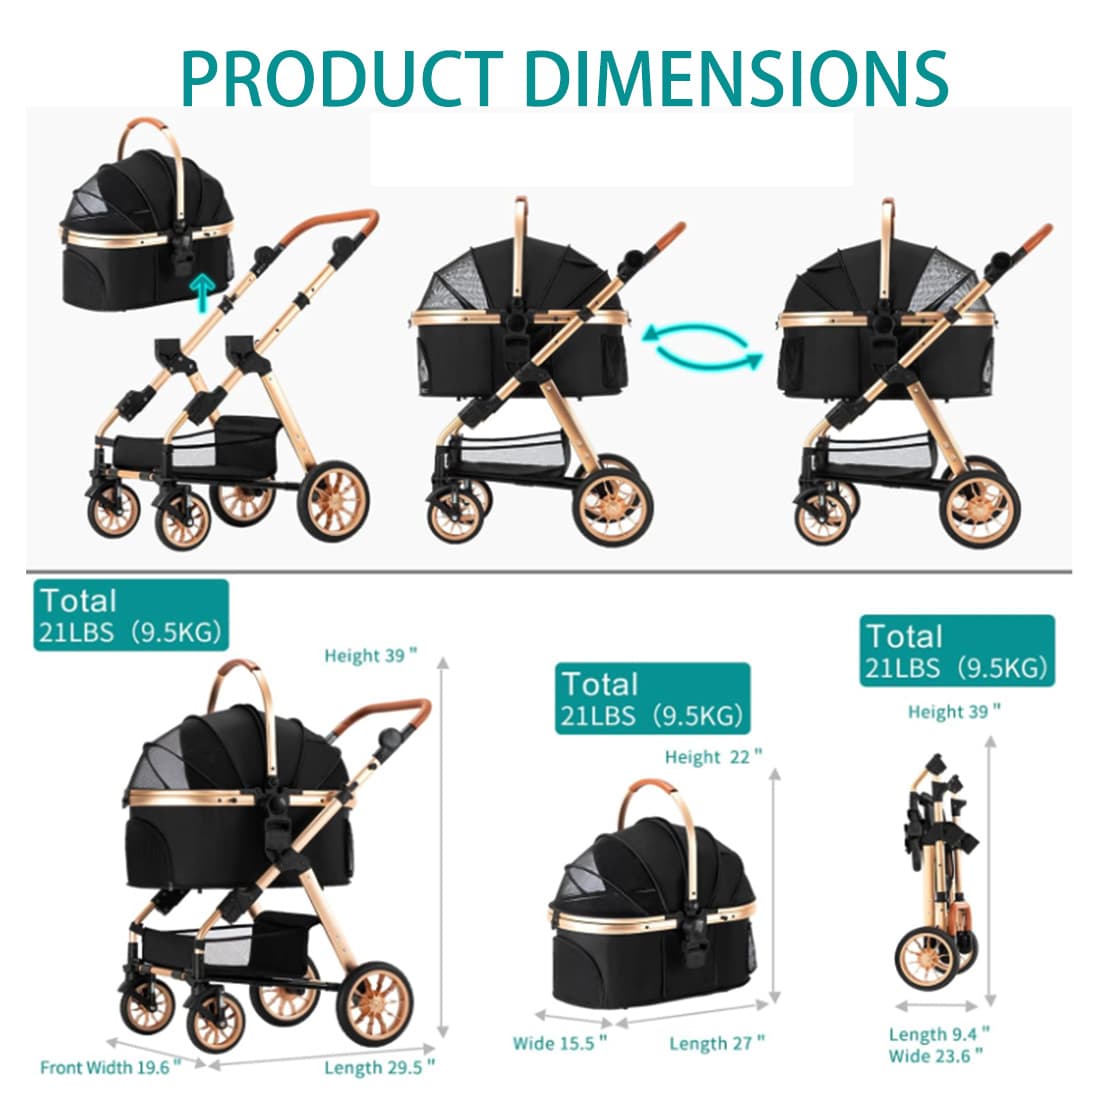 PRODUCT DIMENSIONS
Total
21LBS（9.5KG）
Height 39 "
Front Width 19.6 "
Length 29.5 "
Total
21LBS（9.5KG）
Height 22 "
Wide 15.5 "
Length 27 "
Total
21LBS（9.5KG）
Height 39 "
Length 9.4 "
Wide 23.6 "